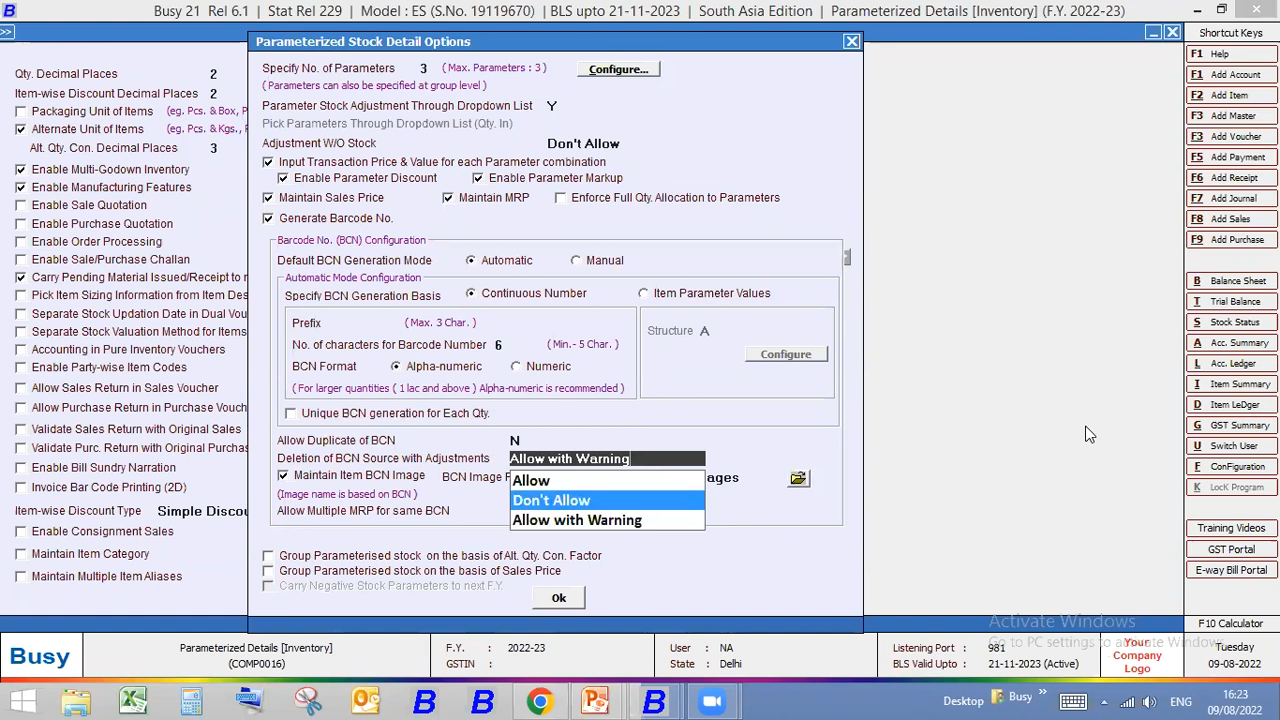 Busy 21 Rel 6.1 | Stat Rel 229 | Model : ES (S.No. 19119670) | BLS upto 21-11-2023 | South Asia Edition | Parameterized Details [Inventory] (F.Y. 2022-23)
>>
Parameterized Stock Detail Options
Shortcut Keys
Qty. Decimal Places 2
Item-wise Discount Decimal Places 2
Packaging Unit of Items (eg. Pcs. & Box, P
Alternate Unit of Items (eg. Pcs. & Kgs., R
Alt. Qty. Con. Decimal Places 3
Enable Multi-Godown Inventory
Enable Manufacturing Features
Enable Sale Quotation
Enable Purchase Quotation
Enable Order Processing
Enable Sale/Purchase Challan
Carry Pending Material Issued/Receipt to n
Pick Item Sizing Information from Item Des
Separate Stock Updation Date in Dual Vou
Separate Stock Valuation Method for Items
Accounting in Pure Inventory Vouchers
Enable Party-wise Item Codes
Allow Sales Return in Sales Voucher
Allow Purchase Return in Purchase Vouch
Validate Sales Return with Original Sales
Validate Purc. Return with Original Purchas
Enable Bill Sundry Narration
Invoice Bar Code Printing (2D)
Item-wise Discount Type Simple Discou
Enable Consignment Sales
Maintain Item Category
Maintain Multiple Item Aliases
Specify No. of Parameters 3 (Max. Parameters : 3 ) Configure...
(Parameters can also be specified at group level )
Parameter Stock Adjustment Through Dropdown List Y
Pick Parameters Through Dropdown List (Qty. In)
Adjustment W/O Stock Don't Allow
Input Transaction Price & Value for each Parameter combination
Enable Parameter Discount Enable Parameter Markup
Maintain Sales Price Maintain MRP Enforce Full Qty. Allocation to Parameters
Generate Barcode No.
Barcode No. (BCN) Configuration
Default BCN Generation Mode Automatic Manual
Automatic Mode Configuration
Specify BCN Generation Basis Continuous Number Item Parameter Values
Prefix (Max. 3 Char.)
Structure A
No. of characters for Barcode Number 6 (Min.- 5 Char. )
Configure
BCN Format Alpha-numeric Numeric
(For larger quantities ( 1 lac and above ) Alpha-numeric is recommended )
Unique BCN generation for Each Qty.
Allow Duplicate of BCN N
Deletion of BCN Source with Adjustments Allow with Warning
Maintain Item BCN Image BCN Image F ages
(Image name is based on BCN )
Allow Multiple MRP for same BCN
Allow
Don't Allow
Allow with Warning
Group Parameterised stock on the basis of Alt. Qty. Con. Factor
Group Parameterised stock on the basis of Sales Price
Carry Negative Stock Parameters to next F.Y.
Ok
F1 Help
F1 Add Account
F2 Add Item
F3 Add Master
F3 Add Voucher
F5 Add Payment
F6 Add Receipt
F7 Add Journal
F8 Add Sales
F9 Add Purchase
B Balance Sheet
T Trial Balance
S Stock Status
A Acc. Summary
L Acc. Ledger
I Item Summary
D Item LeDger
G GST Summary
U Switch User
F Configuration
K LocK Program
Training Videos
GST Portal
E-way Bill Portal
F10 Calculator
Activate Windows
Go to PC settings to activate Windows.
Busy
Parameterized Details [Inventory]
(COMP0016)
F.Y. : 2022-23
GSTIN :
User : NA
State : Delhi
Listening Port : 981
BLS Valid Upto : 21-11-2023 (Active)
Your
Company
Logo
Tuesday
09-08-2022
Desktop Busy ENG
16:23
09/08/2022